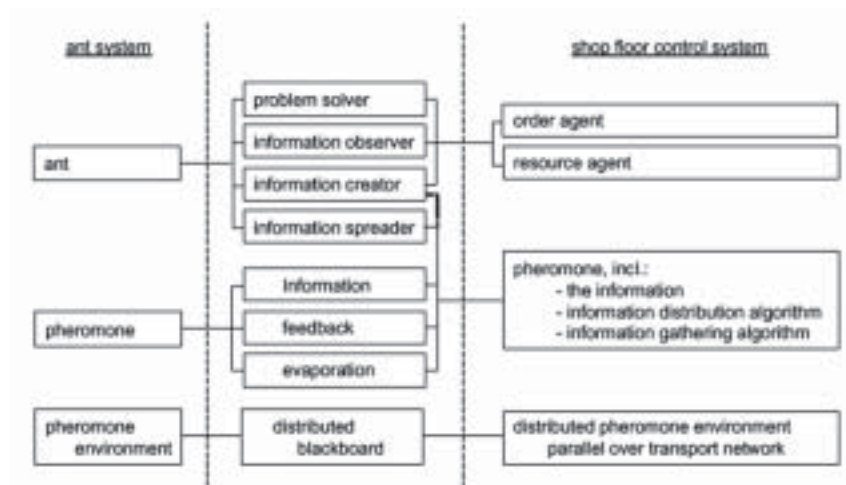 ant system
shop floor control system
ant
problem solver
information observer
information creator
information spreader
order agent
resource agent
pheromone
Information
feedback
evaporation
pheromone, incl.:
- the information
- information distribution algorithm
- information gathering algorithm
pheromone
environment
distributed
blackboard
distributed pheromone environment
parallel over transport network